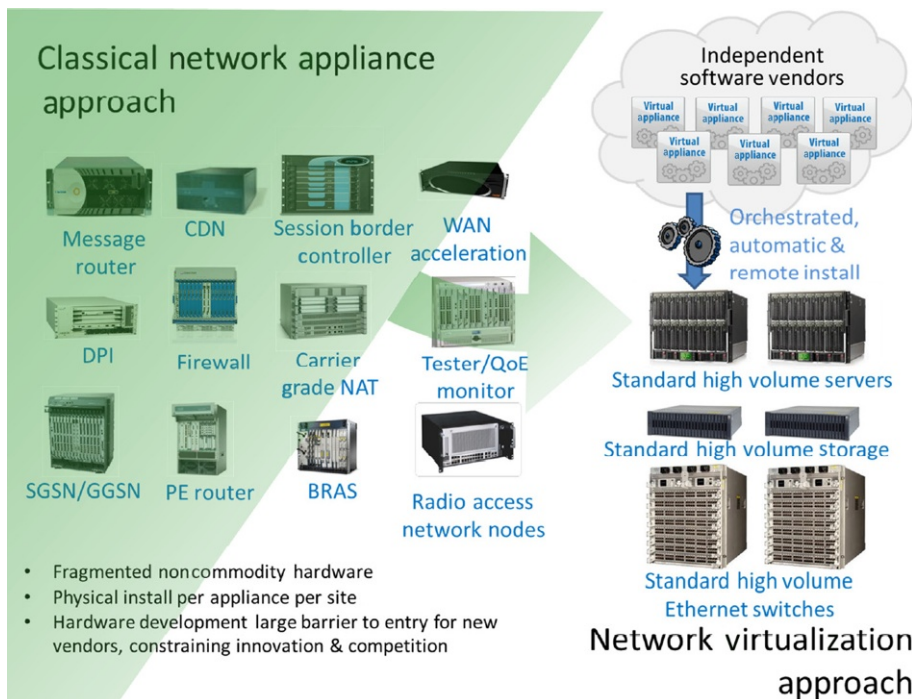 Classical network appliance
approach
Message
router
CDN
Session border
controller
WAN
acceleration
DPI
Firewall
Carrier
grade NAT
Tester/QoE
monitor
SGSN/GGSN
PE router
BRAS
Radio access
network nodes
• Fragmented noncommodity hardware
• Physical install per appliance per site
• Hardware development large barrier to entry for new
vendors, constraining innovation & competition
Independent
software vendors
Virtual
appliance
Virtual
appliance
Virtual
appliance
Virtual
appliance
Virtual
appliance
Virtual
appliance
Virtual
appliance
Orchestrated,
automatic &
remote install
Standard high volume servers
Standard high volume storage
Standard high volume
Ethernet switches
Network virtualization
approach